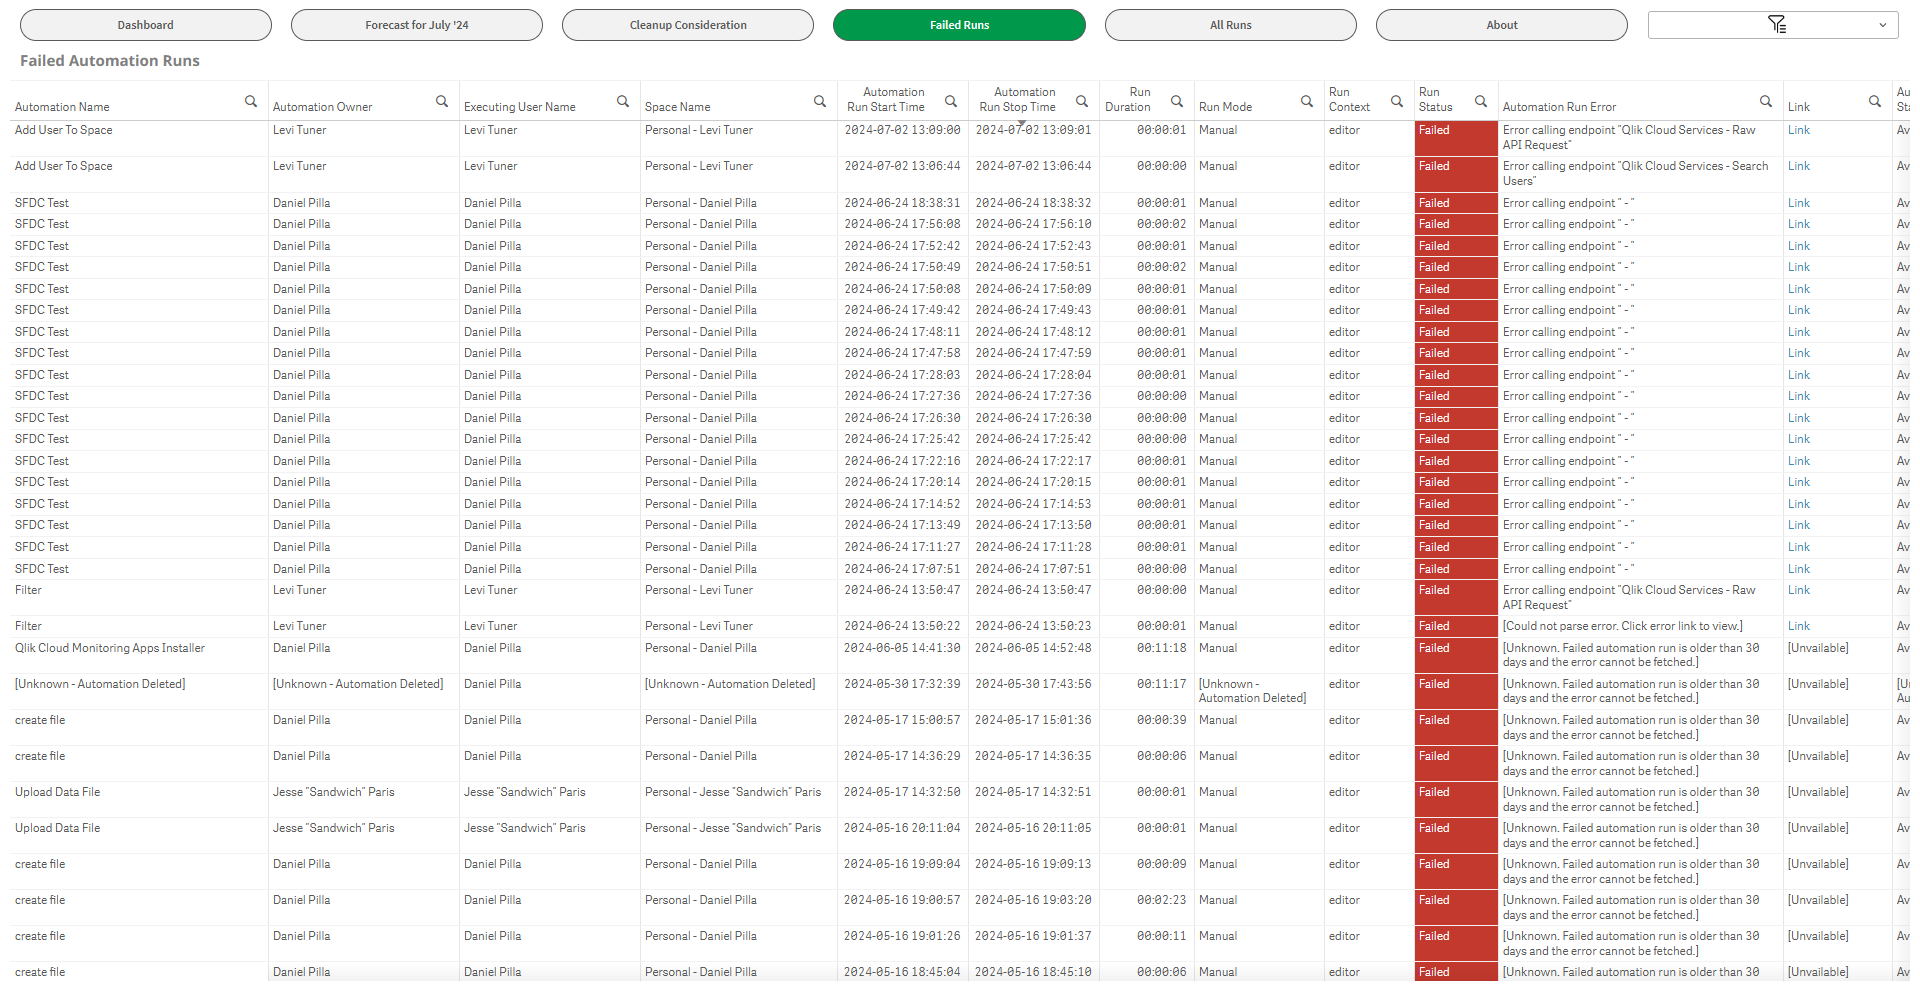 Dashboard Forecast for July '24 Cleanup Consideration Failed Runs All Runs About
Failed Automation Runs
Automation Name Automation Owner Executing User Name Space Name Automation Run Start Time Automation Run Stop Time Run Duration Run Mode Run Context Run Status Automation Run Error Link Au Sta
Add User To Space Levi Tuner Levi Tuner Personal - Levi Tuner 2024-07-02 13:09:00 2024-07-02 13:09:01 00:00:01 Manual editor Failed Error calling endpoint "Qlik Cloud Services - Raw Link Av
API Request"
Add User To Space Levi Tuner Levi Tuner Personal - Levi Tuner 2024-07-02 13:06:44 2024-07-02 13:06:44 00:00:00 Manual editor Failed Error calling endpoint "Qlik Cloud Services - Search Link Av
Users"
SFDC Test Daniel Pilla Daniel Pilla Personal - Daniel Pilla 2024-06-24 18:38:31 2024-06-24 18:38:32 00:00:01 Manual editor Failed Error calling endpoint " - " Link Av
SFDC Test Daniel Pilla Daniel Pilla Personal - Daniel Pilla 2024-06-24 17:56:08 2024-06-24 17:56:10 00:00:02 Manual editor Failed Error calling endpoint " - " Link Av
SFDC Test Daniel Pilla Daniel Pilla Personal - Daniel Pilla 2024-06-24 17:52:42 2024-06-24 17:52:43 00:00:01 Manual editor Failed Error calling endpoint " - " Link Av
SFDC Test Daniel Pilla Daniel Pilla Personal - Daniel Pilla 2024-06-24 17:50:49 2024-06-24 17:50:51 00:00:02 Manual editor Failed Error calling endpoint " - " Link Av
SFDC Test Daniel Pilla Daniel Pilla Personal - Daniel Pilla 2024-06-24 17:50:08 2024-06-24 17:50:09 00:00:01 Manual editor Failed Error calling endpoint " - " Link Av
SFDC Test Daniel Pilla Daniel Pilla Personal - Daniel Pilla 2024-06-24 17:49:42 2024-06-24 17:49:43 00:00:01 Manual editor Failed Error calling endpoint " - " Link Av
SFDC Test Daniel Pilla Daniel Pilla Personal - Daniel Pilla 2024-06-24 17:48:11 2024-06-24 17:48:12 00:00:01 Manual editor Failed Error calling endpoint " - " Link Av
SFDC Test Daniel Pilla Daniel Pilla Personal - Daniel Pilla 2024-06-24 17:47:58 2024-06-24 17:47:59 00:00:01 Manual editor Failed Error calling endpoint " - " Link Av
SFDC Test Daniel Pilla Daniel Pilla Personal - Daniel Pilla 2024-06-24 17:28:03 2024-06-24 17:28:04 00:00:01 Manual editor Failed Error calling endpoint " - " Link Av
SFDC Test Daniel Pilla Daniel Pilla Personal - Daniel Pilla 2024-06-24 17:27:36 2024-06-24 17:27:36 00:00:00 Manual editor Failed Error calling endpoint " - " Link Av
SFDC Test Daniel Pilla Daniel Pilla Personal - Daniel Pilla 2024-06-24 17:26:30 2024-06-24 17:26:30 00:00:00 Manual editor Failed Error calling endpoint " - " Link Av
SFDC Test Daniel Pilla Daniel Pilla Personal - Daniel Pilla 2024-06-24 17:25:42 2024-06-24 17:25:42 00:00:00 Manual editor Failed Error calling endpoint " - " Link Av
SFDC Test Daniel Pilla Daniel Pilla Personal - Daniel Pilla 2024-06-24 17:22:16 2024-06-24 17:22:17 00:00:01 Manual editor Failed Error calling endpoint " - " Link Av
SFDC Test Daniel Pilla Daniel Pilla Personal - Daniel Pilla 2024-06-24 17:20:14 2024-06-24 17:20:15 00:00:01 Manual editor Failed Error calling endpoint " - " Link Av
SFDC Test Daniel Pilla Daniel Pilla Personal - Daniel Pilla 2024-06-24 17:14:52 2024-06-24 17:14:53 00:00:01 Manual editor Failed Error calling endpoint " - " Link Av
SFDC Test Daniel Pilla Daniel Pilla Personal - Daniel Pilla 2024-06-24 17:13:49 2024-06-24 17:13:50 00:00:01 Manual editor Failed Error calling endpoint " - " Link Av
SFDC Test Daniel Pilla Daniel Pilla Personal - Daniel Pilla 2024-06-24 17:11:27 2024-06-24 17:11:28 00:00:01 Manual editor Failed Error calling endpoint " - " Link Av
SFDC Test Daniel Pilla Daniel Pilla Personal - Daniel Pilla 2024-06-24 17:07:51 2024-06-24 17:07:51 00:00:00 Manual editor Failed Error calling endpoint " - " Link Av
Filter Levi Tuner Levi Tuner Personal - Levi Tuner 2024-06-24 13:50:47 2024-06-24 13:50:47 00:00:00 Manual editor Failed Error calling endpoint "Qlik Cloud Services - Raw Link Av
API Request"
Filter Levi Tuner Levi Tuner Personal - Levi Tuner 2024-06-24 13:50:22 2024-06-24 13:50:23 00:00:01 Manual editor Failed [Could not parse error. Click error link to view.] Link Av
Qlik Cloud Monitoring Apps Installer Daniel Pilla Daniel Pilla Personal - Daniel Pilla 2024-06-05 14:41:30 2024-06-05 14:52:48 00:11:18 Manual editor Failed [Unknown. Failed automation run is older than 30 [Unvailable] Av
days and the error cannot be fetched.]
[Unknown - Automation Deleted] [Unknown - Automation Deleted] Daniel Pilla [Unknown - Automation Deleted] 2024-05-30 17:32:39 2024-05-30 17:43:56 00:11:17 [Unknown - editor Failed [Unknown. Failed automation run is older than 30 [Unvailable] [U
Automation Deleted] days and the error cannot be fetched.] Au
create file Daniel Pilla Daniel Pilla Personal - Daniel Pilla 2024-05-17 15:00:57 2024-05-17 15:01:36 00:00:39 Manual editor Failed [Unknown. Failed automation run is older than 30 [Unvailable] Av
days and the error cannot be fetched.]
create file Daniel Pilla Daniel Pilla Personal - Daniel Pilla 2024-05-17 14:36:29 2024-05-17 14:36:35 00:00:06 Manual editor Failed [Unknown. Failed automation run is older than 30 [Unvailable] Av
days and the error cannot be fetched.]
Upload Data File Jesse "Sandwich" Paris Jesse "Sandwich" Paris Personal - Jesse "Sandwich" Paris 2024-05-17 14:32:50 2024-05-17 14:32:51 00:00:01 Manual editor Failed [Unknown. Failed automation run is older than 30 [Unvailable] Av
days and the error cannot be fetched.]
Upload Data File Jesse "Sandwich" Paris Jesse "Sandwich" Paris Personal - Jesse "Sandwich" Paris 2024-05-16 20:11:04 2024-05-16 20:11:05 00:00:01 Manual editor Failed [Unknown. Failed automation run is older than 30 [Unvailable] Av
days and the error cannot be fetched.]
create file Daniel Pilla Daniel Pilla Personal - Daniel Pilla 2024-05-16 19:09:04 2024-05-16 19:09:13 00:00:09 Manual editor Failed [Unknown. Failed automation run is older than 30 [Unvailable] Av
days and the error cannot be fetched.]
create file Daniel Pilla Daniel Pilla Personal - Daniel Pilla 2024-05-16 19:00:57 2024-05-16 19:03:20 00:02:23 Manual editor Failed [Unknown. Failed automation run is older than 30 [Unvailable] Av
days and the error cannot be fetched.]
create file Daniel Pilla Daniel Pilla Personal - Daniel Pilla 2024-05-16 19:01:26 2024-05-16 19:01:37 00:00:11 Manual editor Failed [Unknown. Failed automation run is older than 30 [Unvailable] Av
days and the error cannot be fetched.]
create file Daniel Pilla Daniel Pilla Personal - Daniel Pilla 2024-05-16 18:45:04 2024-05-16 18:45:10 00:00:06 Manual editor Failed [Unknown. Failed automation run is older than 30 [Unvailable] Av